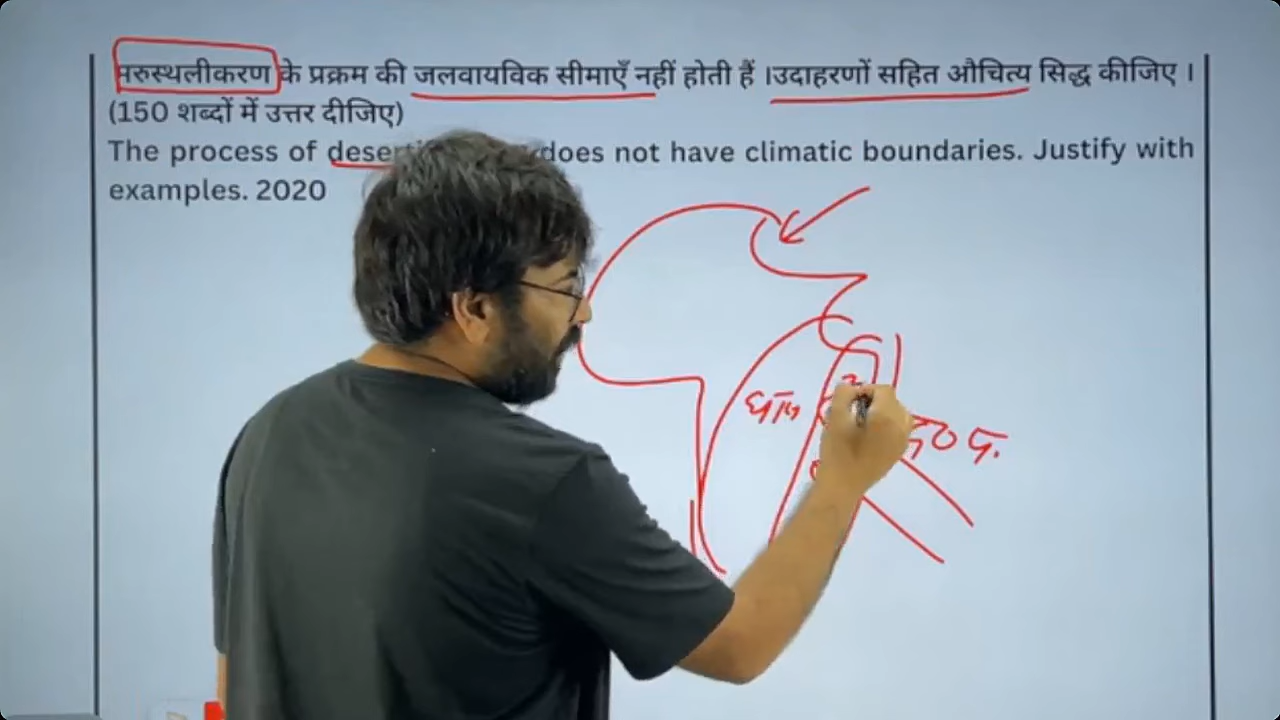 मरुस्थलीकरण के प्रक्रम की जलवायविक सीमाएँ नहीं होती हैं ।उदाहरणों सहित औचित्य सिद्ध कीजिए ।
(150 शब्दों में उत्तर दीजिए)
The process of does not have climatic boundaries. Justify with
examples. 2020